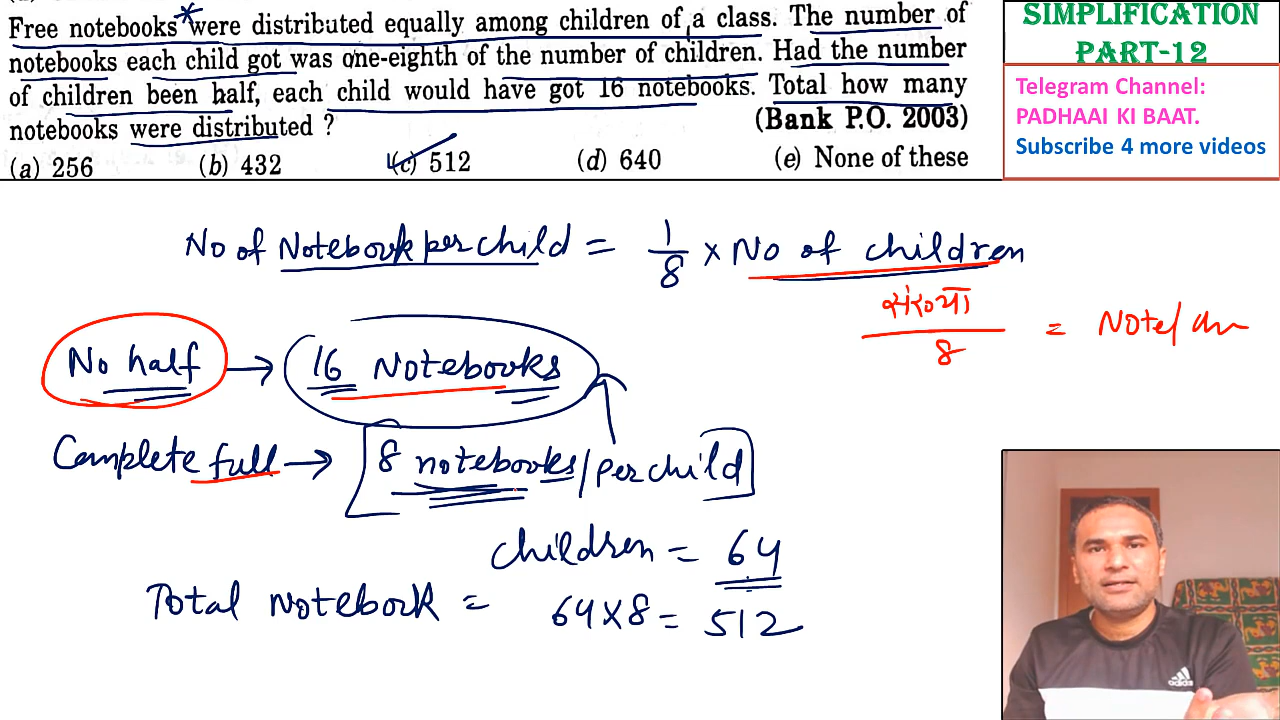 Free notebooks* were distributed equally among children of a class. The number of
notebooks each child got was one-eighth of the number of children. Had the number
of children been half, each child would have got 16 notebooks. Total how many
notebooks were distributed ? (Bank P.O. 2003)
(a) 256 (b) 432 (c) 512 (d) 640 (e) None of these
SIMPLIFICATION
PART-12
Telegram Channel:
PADHAAI KI BAAT.
Subscribe 4 more videos
No of Notebook per child = 1/8 × No of children
संख्या/8 = Note/
No half → 16 Notebooks
Complete full → 8 notebooks/per child
children = 64
Total Notebook = 64×8 = 512
adidas